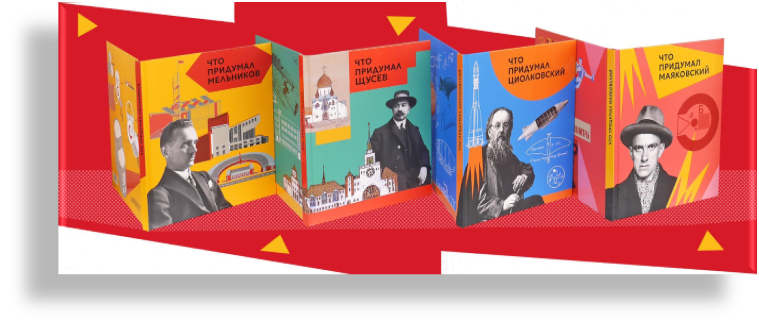 ЧТО
ПРИДУМАЛ
МЕЛЬНИКОВ
ЧТО
ПРИДУМАЛ
ЩУСЕВ
ЧТО
ПРИДУМАЛ
ЦИОЛКОВСКИЙ
ЧТО
ПРИДУМАЛ
МАЯКОВСКИЙ